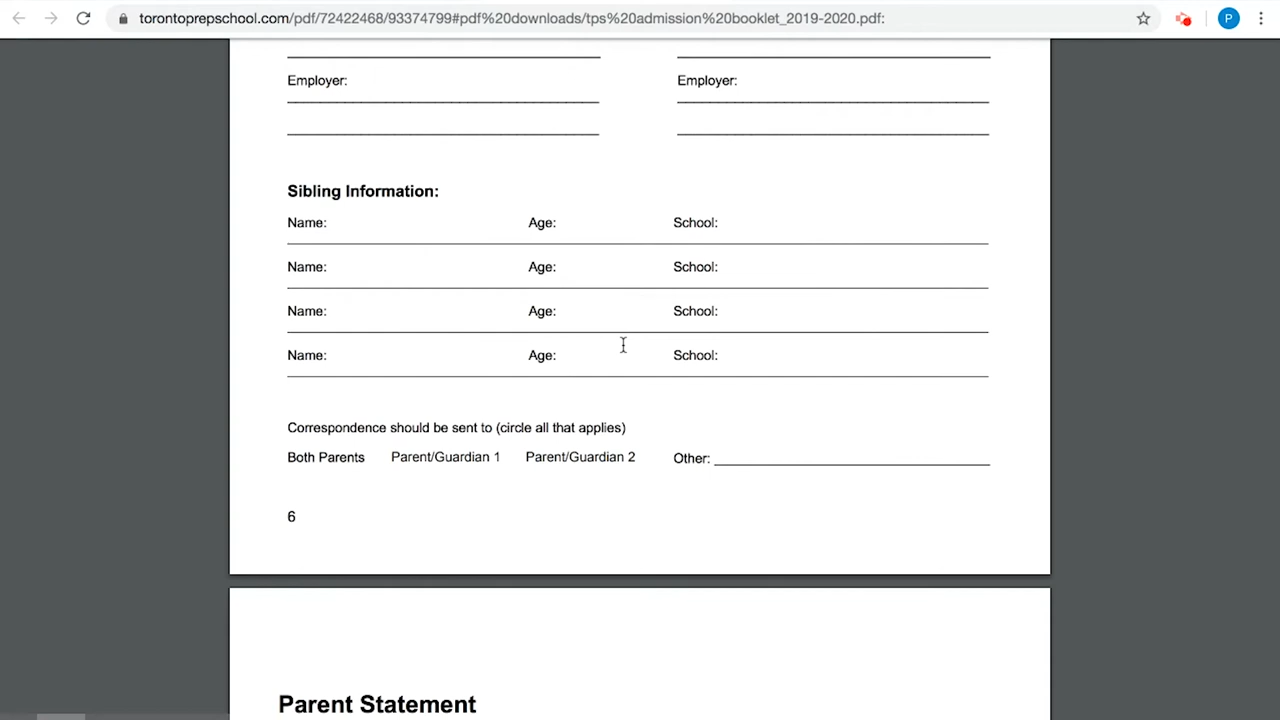 torontoprepschool.com/pdf/72422468/93374799#pdf%20downloads/tps%20admission%20booklet_2019-2020.pdf:
P
Employer: Employer:
Sibling Information:
Name: Age: School:
Name: Age: School:
Name: Age: School:
Name: Age: School:
Correspondence should be sent to (circle all that applies)
Both Parents Parent/Guardian 1 Parent/Guardian 2 Other:
6
Parent Statement